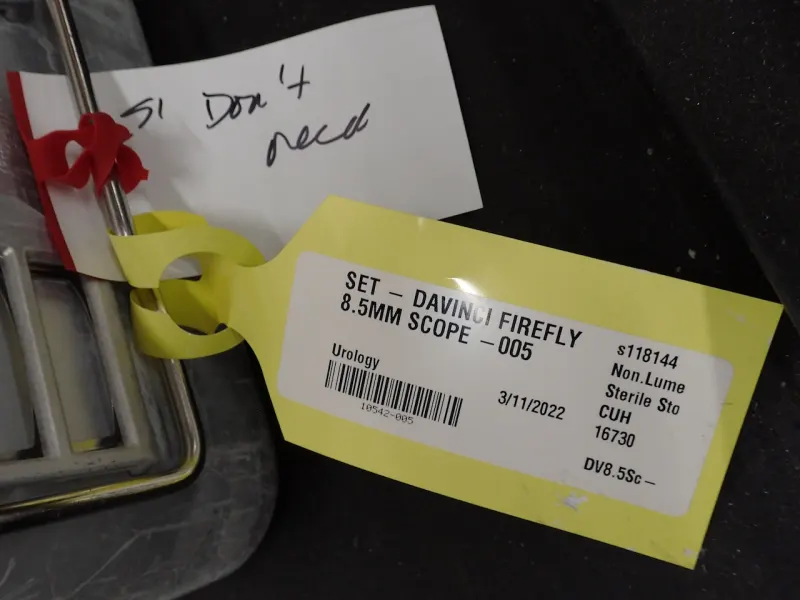 SI Don't
need
SET – DAVINCI FIREFLY
8.5MM SCOPE –005
Urology
10542-005
3/11/2022
s118144
Non.Lume
Sterile Sto
CUH
16730
DV8.5Sc–